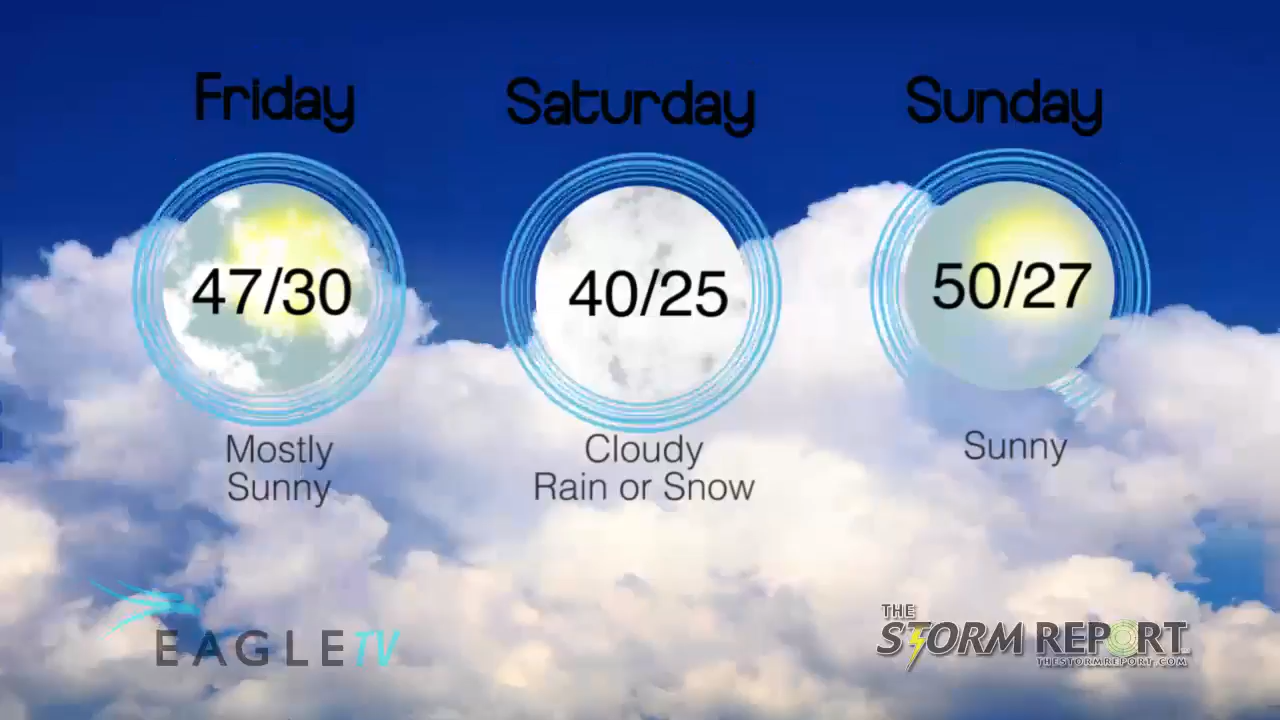 Friday
Saturday
Sunday
47/30
40/25
50/27
Mostly
Sunny
Cloudy
Rain or Snow
Sunny
EAGLE TV
THE
STORM REPORT
THESTORMREPORT.COM